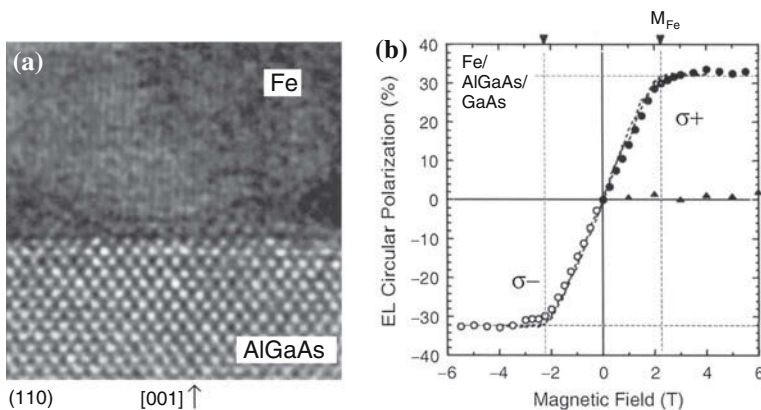 (a)
Fe
AlGaAs
(110)
[001] ↑
(b)
M_Fe
Fe/
AlGaAs/
GaAs
σ+
σ−
EL Circular Polarization (%)
40
30
20
10
0
−10
−20
−30
−40
−6 −4 −2 0 2 4 6
Magnetic Field (T)